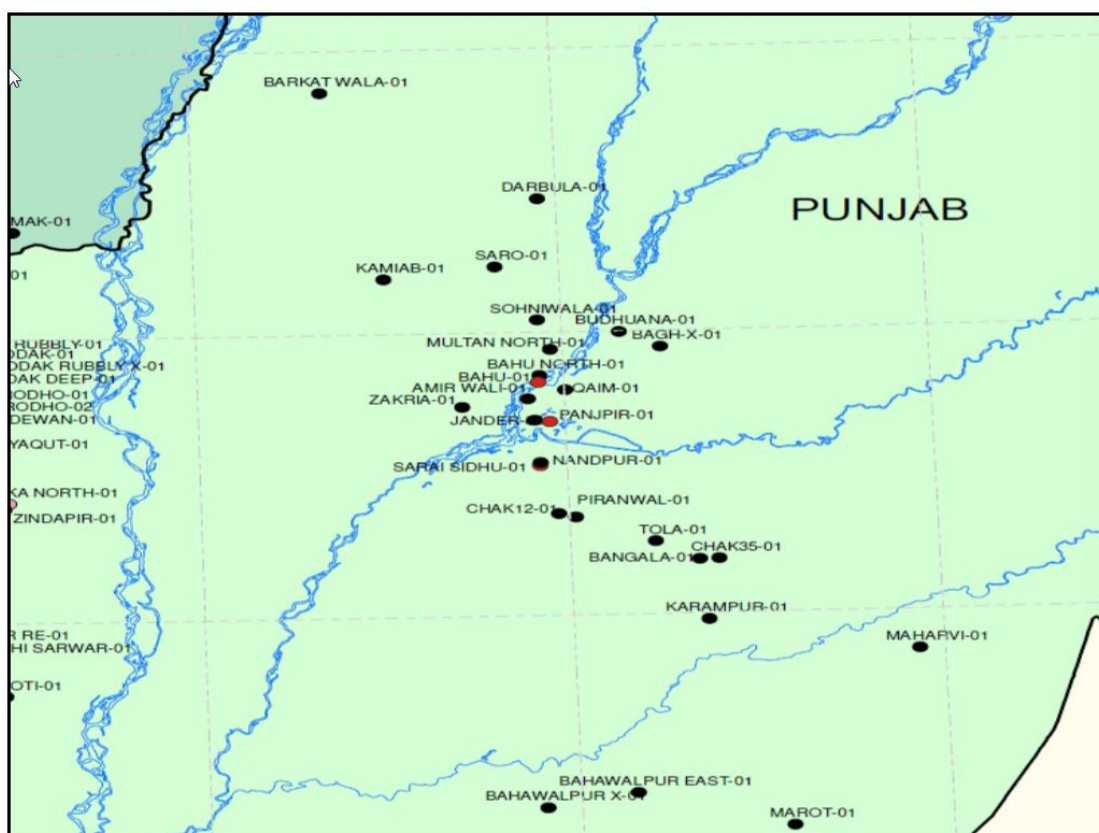 BARKAT WALA-01
DARBULA-01
PUNJAB
MAK-01
SARO-01
KAMIAB-01
01
SOHNIWALA-01
BUDHUANA-01
BAGH-X-01
MULTAN NORTH-01
RUBBLY-01
ODAK-01
ODAK RUBBLY X-01
DAK DEEP-01
BAHU NORTH-01
BAHU-01
AMIR WALI-01
QAIM-01
RODHO-01
RODHO-02
ZAKRIA-01
DEWAN-01
JANDER-
PANJPIR-01
YAQUT-01
NANDPUR-01
SARAI SIDHU-01
KA NORTH-01
PIRANWAL-01
CHAK12-01
ZINDAPIR-01
TOLA-01
CHAK35-01
BANGALA-01
KARAMPUR-01
R RE-01
MAHARVI-01
HI SARWAR-01
OTI-01
BAHAWALPUR EAST-01
BAHAWALPUR X-01
MAROT-01